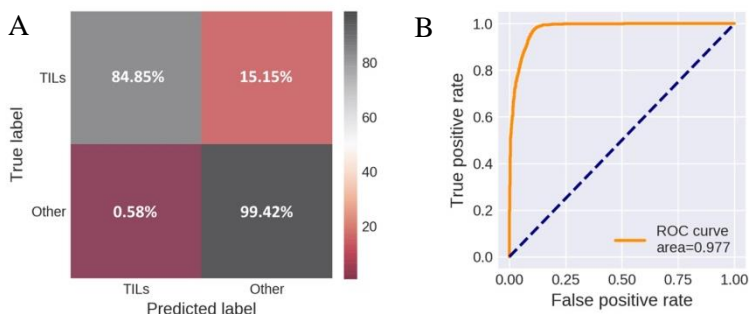 A
True label
TILs
Other
84.85%
15.15%
0.58%
99.42%
TILs
Other
Predicted label
80
60
40
20
B
True positive rate
1.0
0.8
0.6
0.4
0.2
0.0
ROC curve
area=0.977
0.00
0.25
0.50
0.75
1.00
False positive rate